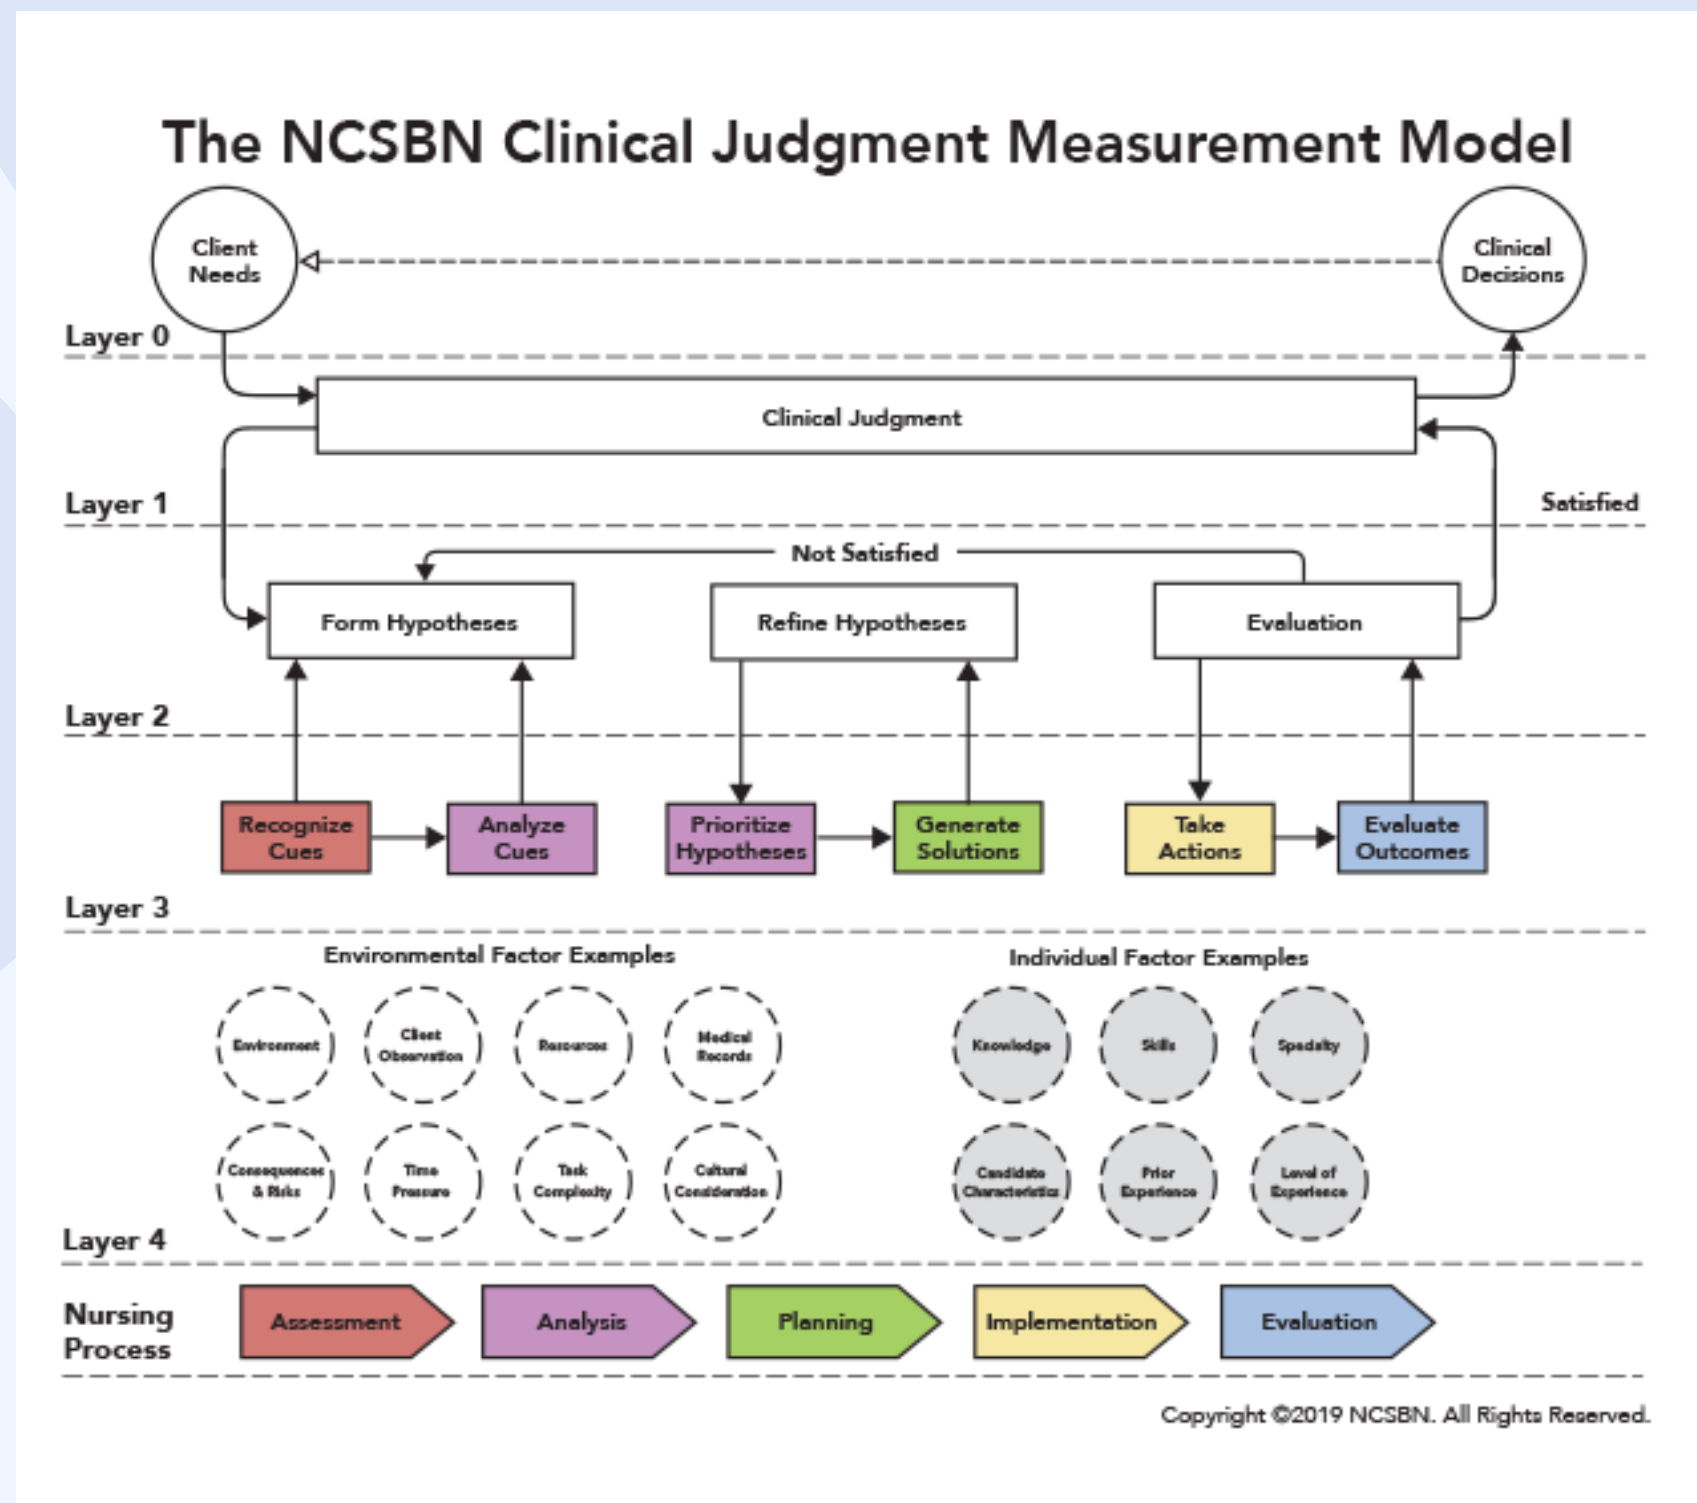 The NCSBN Clinical Judgment Measurement Model
Client
Needs
Clinical
Decisions
Layer 0
Clinical Judgment
Layer 1
Satisfied
Not Satisfied
Form Hypotheses
Refine Hypotheses
Evaluation
Layer 2
Recognize
Cues
Analyze
Cues
Prioritize
Hypotheses
Generate
Solutions
Take
Actions
Evaluate
Outcomes
Layer 3
Environmental Factor Examples
Individual Factor Examples
Environment
Client
Observation
Resources
Medical
Records
Knowledge
Skills
Specialty
Consequences
& Risks
Time
Pressure
Task
Complexity
Cultural
Consideration
Candidate
Characteristics
Prior
Experience
Level of
Experience
Layer 4
Nursing
Process
Assessment
Analysis
Planning
Implementation
Evaluation
Copyright ©2019 NCSBN. All Rights Reserved.